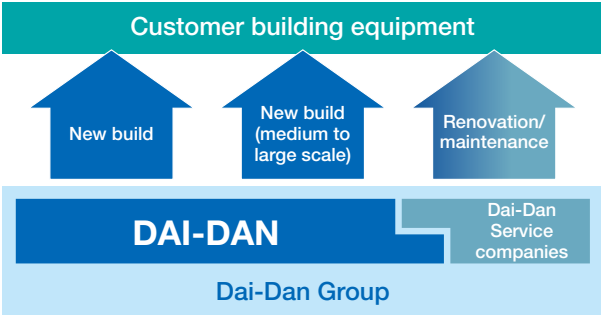 Customer building equipment
New build
New build
(medium to
large scale)
Renovation/
maintenance
DAI-DAN
Dai-Dan
Service
companies
Dai-Dan Group